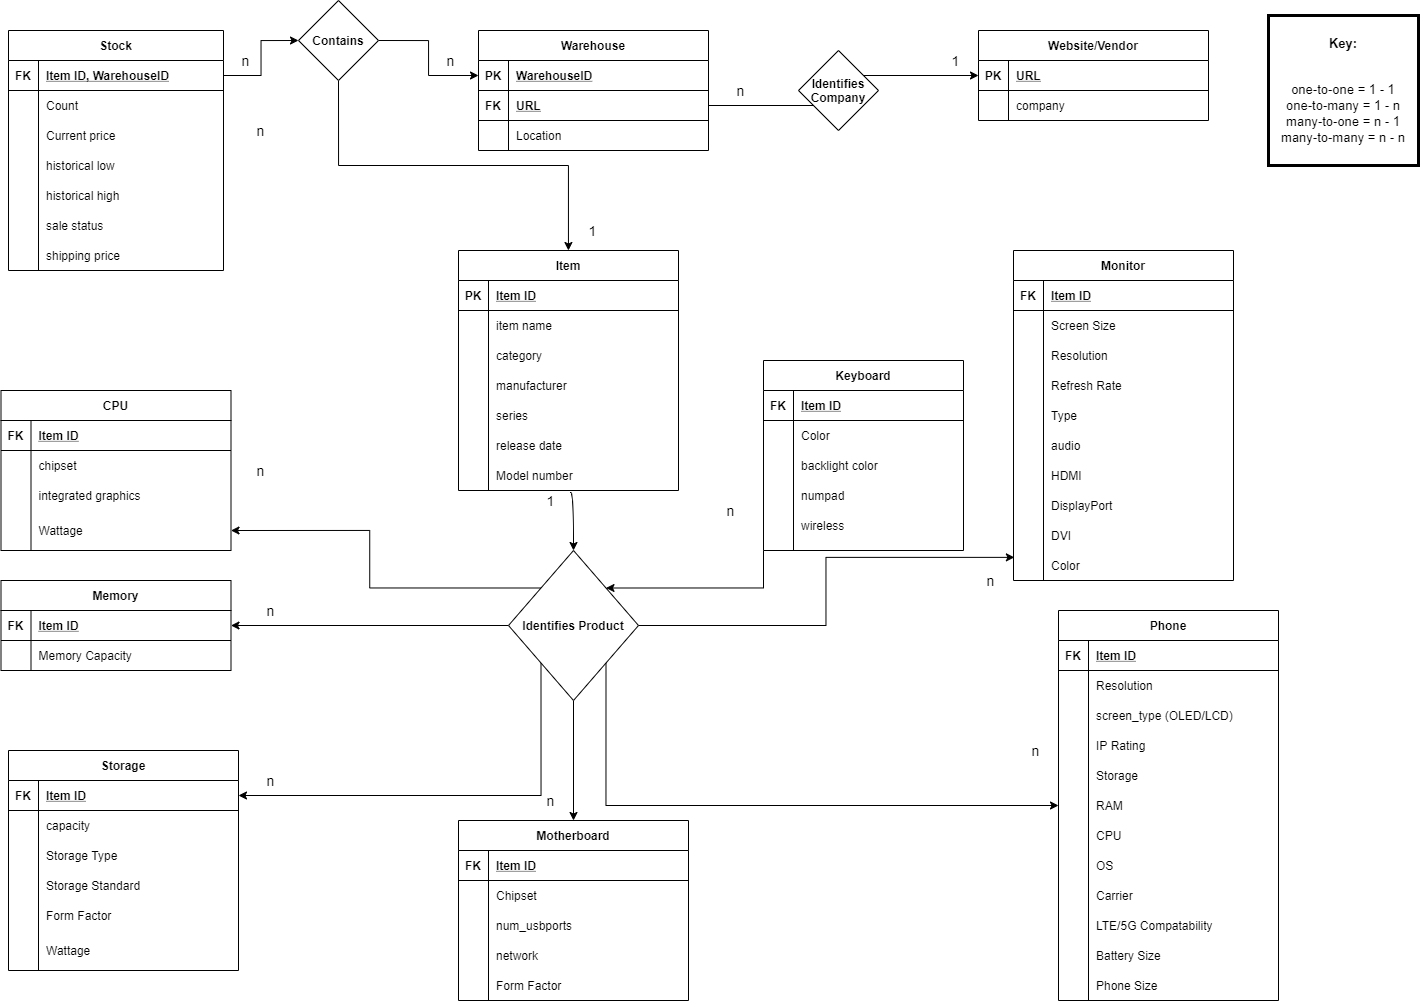 Stock
FK Item ID, WarehouseID
Count
Current price
historical low
historical high
sale status
shipping price
n
n
Contains
n
Warehouse
PK WarehouseID
FK URL
Location
n
Identifies
Company
1
Website/Vendor
PK URL
company
Key:
one-to-one = 1 - 1
one-to-many = 1 - n
many-to-one = n - 1
many-to-many = n - n
1
Item
PK Item ID
item name
category
manufacturer
series
release date
Model number
1
Monitor
FK Item ID
Screen Size
Resolution
Refresh Rate
Type
audio
HDMI
DisplayPort
DVI
Color
n
Keyboard
FK Item ID
Color
backlight color
numpad
wireless
n
CPU
FK Item ID
chipset
integrated graphics
Wattage
n
Memory
FK Item ID
Memory Capacity
n
Identifies Product
Phone
FK Item ID
Resolution
screen_type (OLED/LCD)
IP Rating
Storage
RAM
CPU
OS
Carrier
LTE/5G Compatability
Battery Size
Phone Size
n
Storage
FK Item ID
capacity
Storage Type
Storage Standard
Form Factor
Wattage
n
n
Motherboard
FK Item ID
Chipset
num_usbports
network
Form Factor